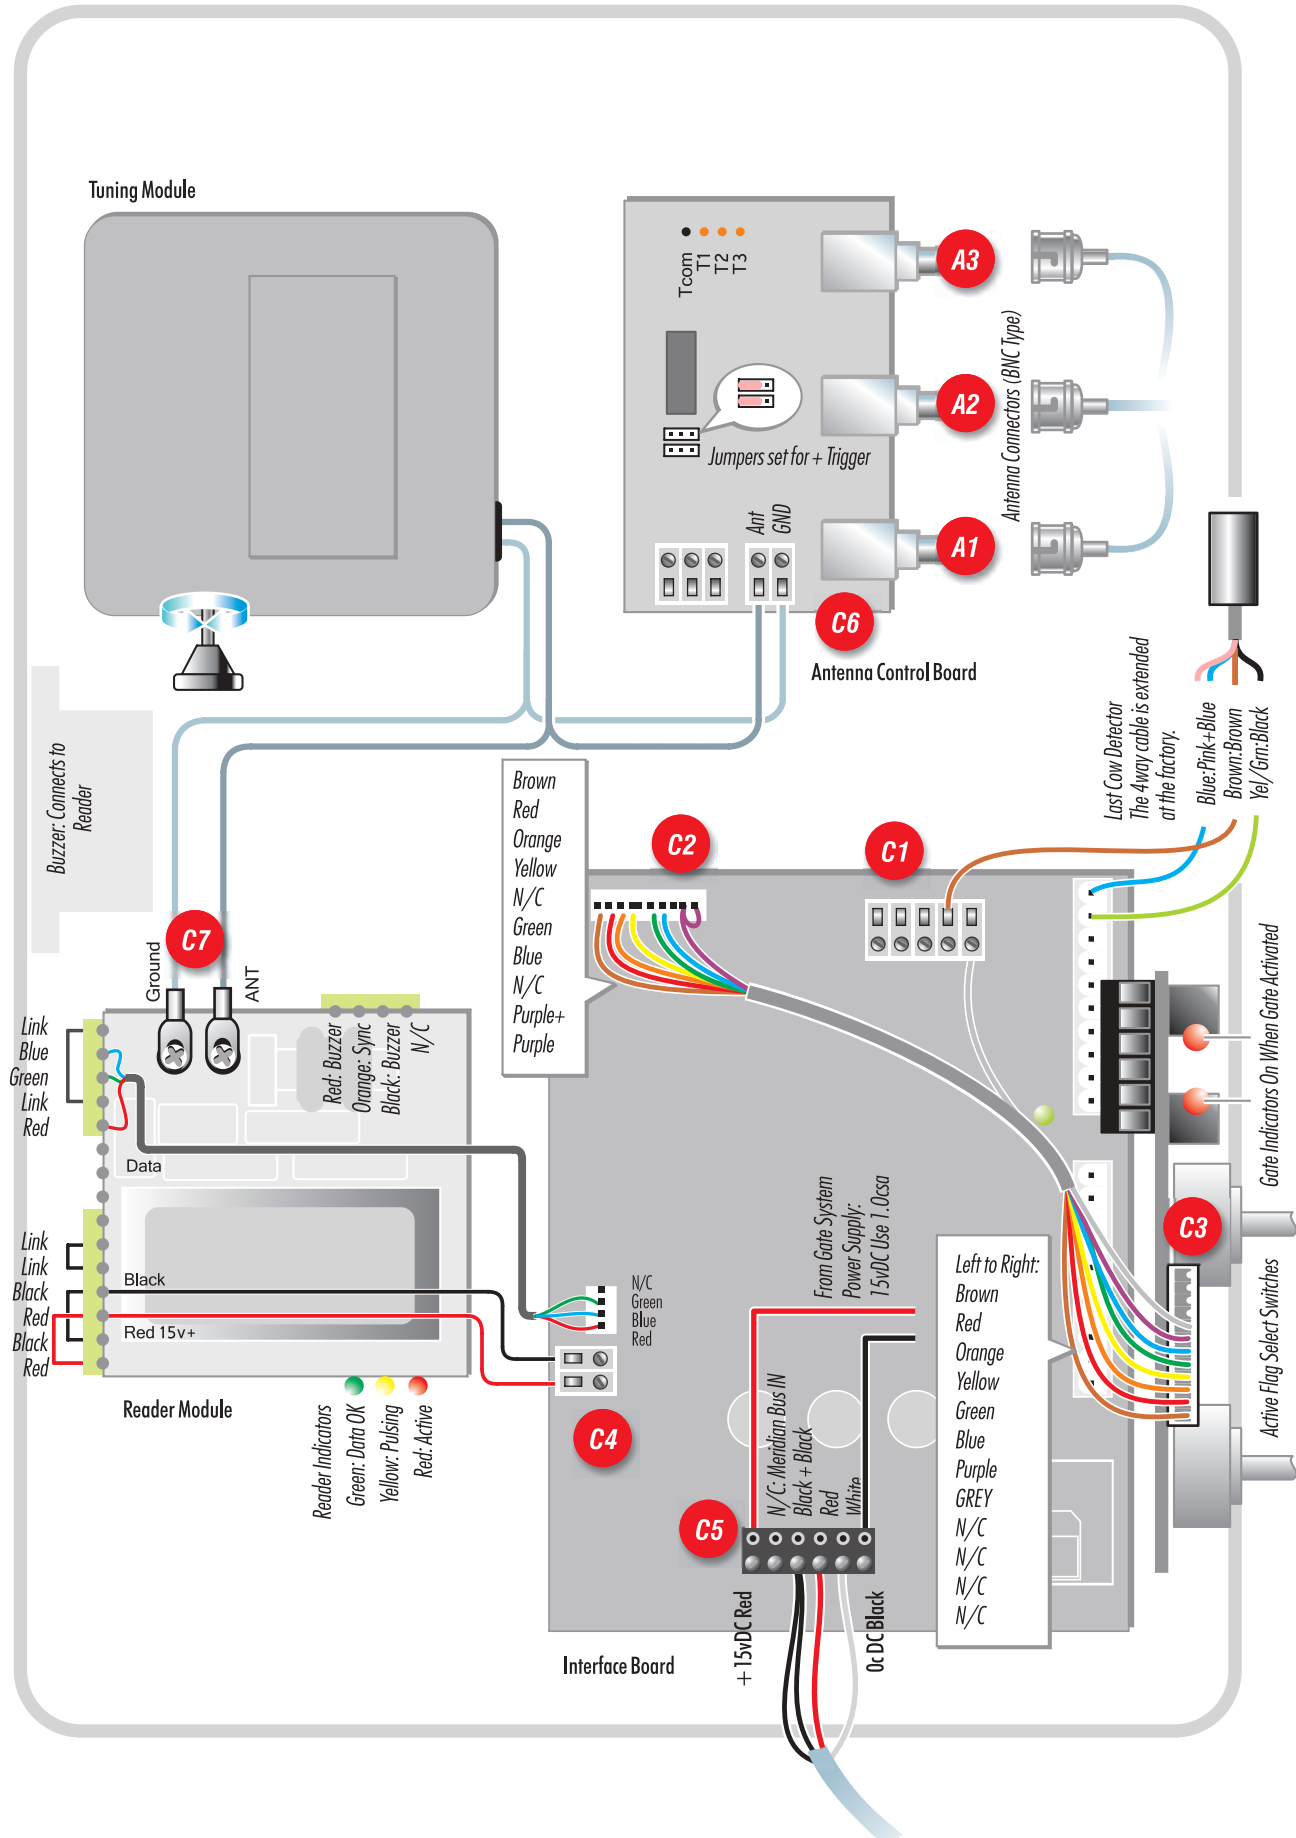 Tuning Module
Tcom
T1
T2
T3
A3
A2
A1
Antenna Connectors (BNC Type)
Jumpers set for + Trigger
Ant
GND
C6
Antenna Control Board
Buzzer: Connects to
Reader
Last Cow Detector
The 4way cable is extended
at the factory.
Blue:Pink+Blue
Brown:Brown
Yel/Grn:Black
Brown
Red
Orange
Yellow
N/C
Green
Blue
N/C
Purple+
Purple
C2
C1
C7
Ground
ANT
Link
Blue
Green
Link
Red
Red: Buzzer
Orange: Sync
Black: Buzzer
N/C
Data
Link
Link
Black
Red
Black
Red
Black
Red 15v+
Reader Module
Reader Indicators
Green: Data OK
Yellow: Pulsing
Red: Active
N/C
Green
Blue
Red
C4
Gate Indicators On When Gate Activated
C3
Active Flag Select Switches
From Gate System
Power Supply:
15vDC Use 1.0csa
Left to Right:
Brown
Red
Orange
Yellow
Green
Blue
Purple
GREY
N/C
N/C
N/C
N/C
N/C: Meridian Bus IN
Black + Black
Red
White
C5
+15vDC Red
0c DC Black
Interface Board